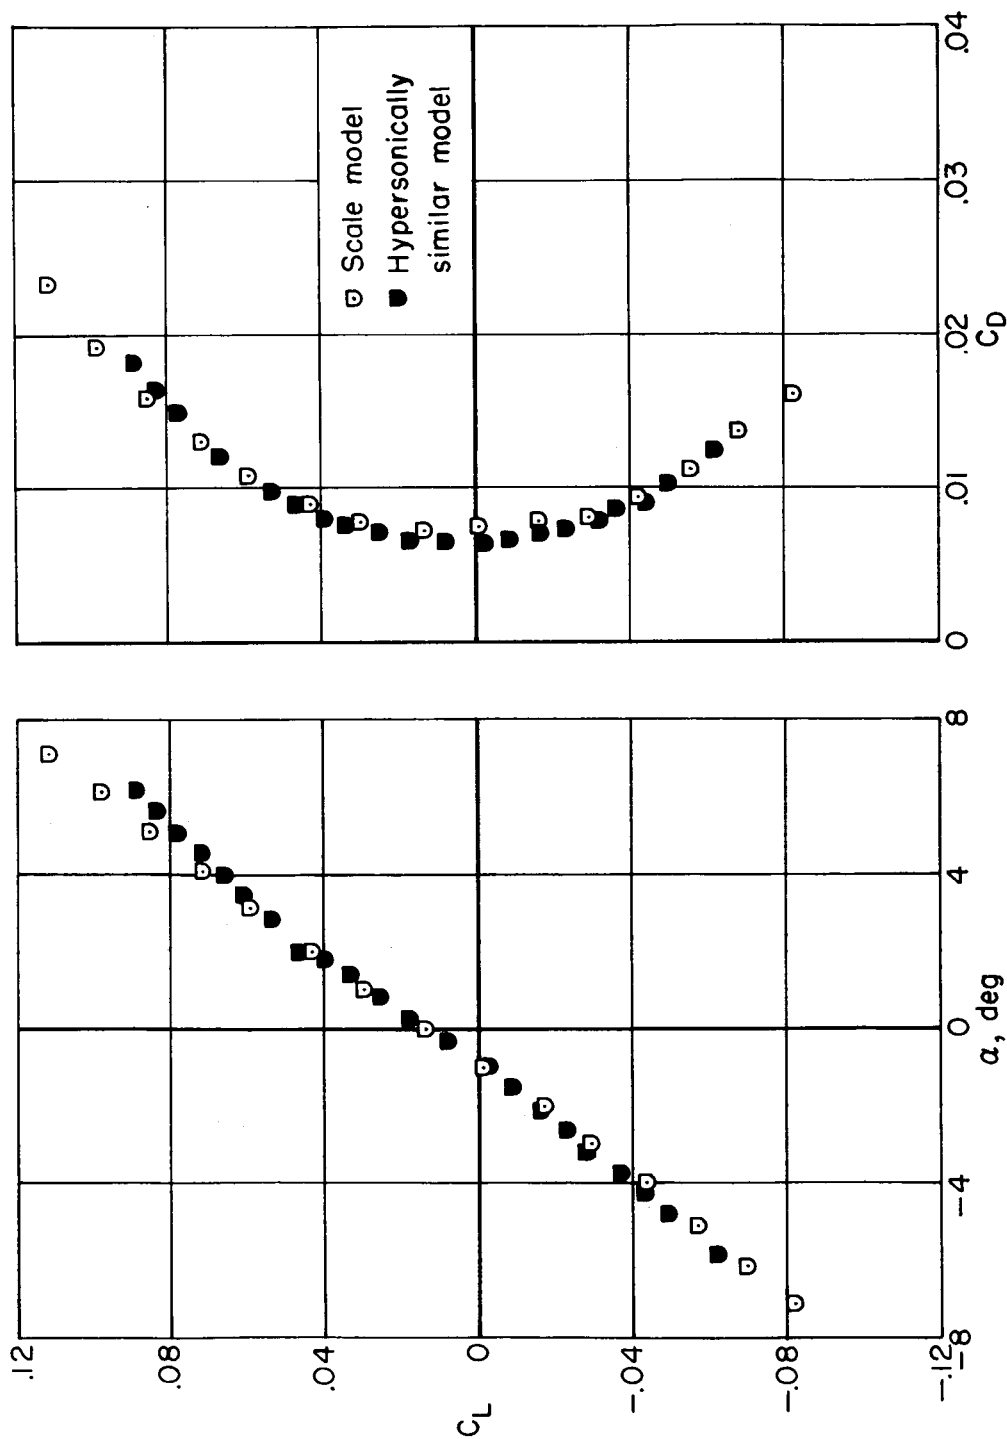 .12
.08
.04
0
-.04
-.08
-.12
C_L
-8
-4
0
4
8
α, deg
0
.01
.02
.03
.04
C_D
Scale model
Hypersonically
similar model